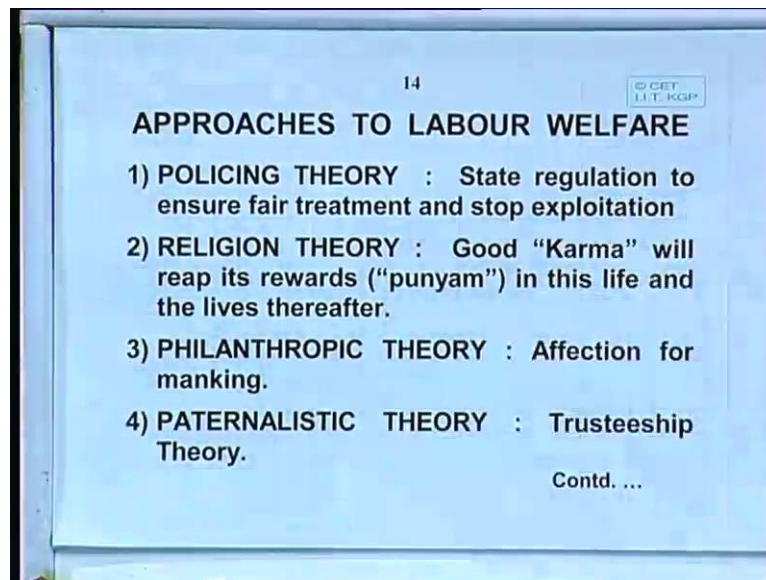 14
© CET
I.I.T. KGP
APPROACHES TO LABOUR WELFARE
1) POLICING THEORY : State regulation to
ensure fair treatment and stop exploitation
2) RELIGION THEORY : Good “Karma” will
reap its rewards (“punyam”) in this life and
the lives thereafter.
3) PHILANTHROPIC THEORY : Affection for
manking.
4) PATERNALISTIC THEORY : Trusteeship
Theory.
Contd. ...